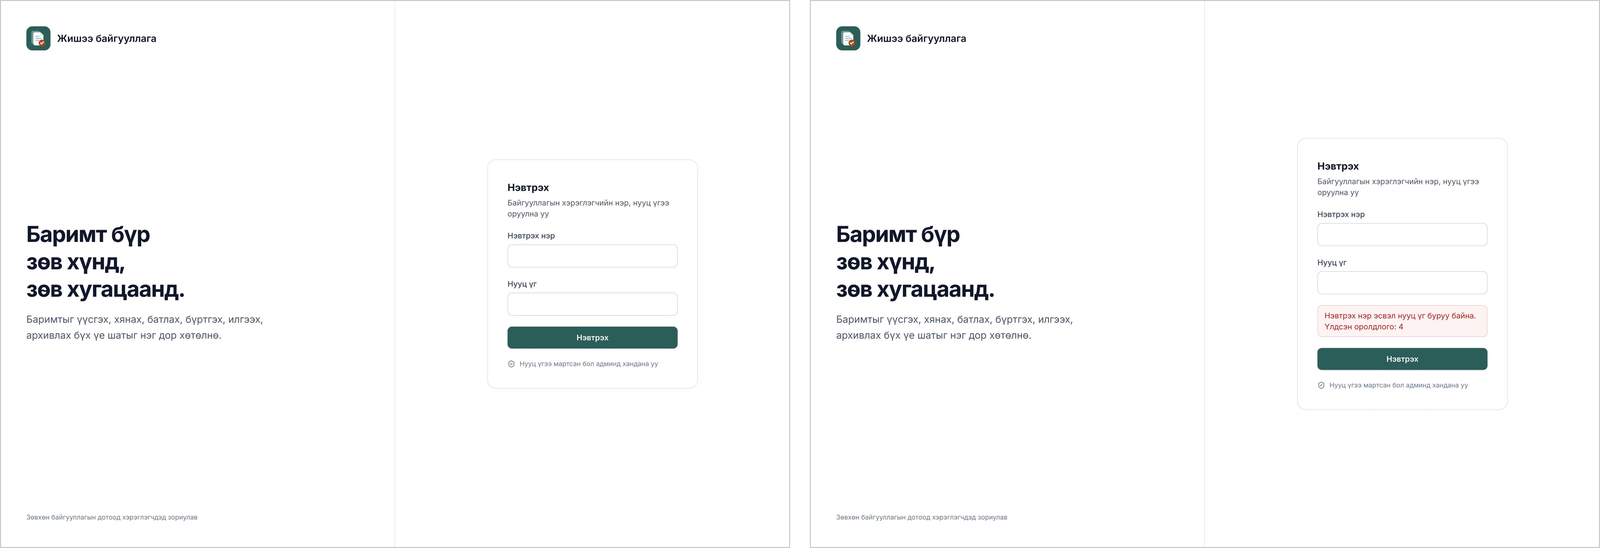 Жишээ байгууллага
Баримт бүр
зөв хүнд,
зөв хугацаанд.
Баримтыг үүсгэх, хянах, батлах, бүртгэх, илгээх,
архивлах бүх үе шатыг нэг дор хөтөлнө.
Зөвхөн байгууллагын дотоод хэрэглэгчдэд зориулав
Нэвтрэх
Байгууллагын хэрэглэгчийн нэр, нууц үгээ
оруулна уу
Нэвтрэх нэр
Нууц үг
Нэвтрэх
Нууц үгээ мартсан бол админд хандана уу
Жишээ байгууллага
Баримт бүр
зөв хүнд,
зөв хугацаанд.
Баримтыг үүсгэх, хянах, батлах, бүртгэх, илгээх,
архивлах бүх үе шатыг нэг дор хөтөлнө.
Зөвхөн байгууллагын дотоод хэрэглэгчдэд зориулав
Нэвтрэх
Байгууллагын хэрэглэгчийн нэр, нууц үгээ
оруулна уу
Нэвтрэх нэр
Нууц үг
Нэвтрэх нэр эсвэл нууц үг буруу байна.
Үлдсэн оролдлого: 4
Нэвтрэх
Нууц үгээ мартсан бол админд хандана уу